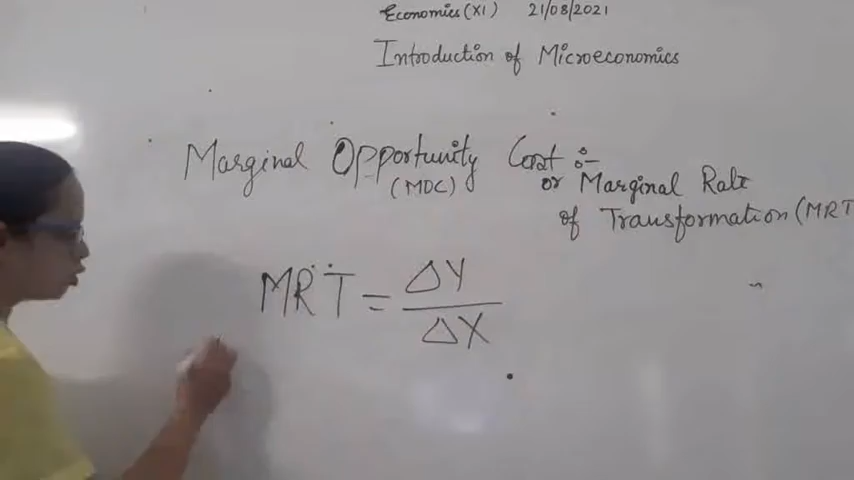 Economics (XI) 21/08/2021
Introduction of Microeconomics
Marginal Opportunity Cost :-
(MOC)
or Marginal Rate
of Transformation (MRT
MRT = ΔY
ΔX